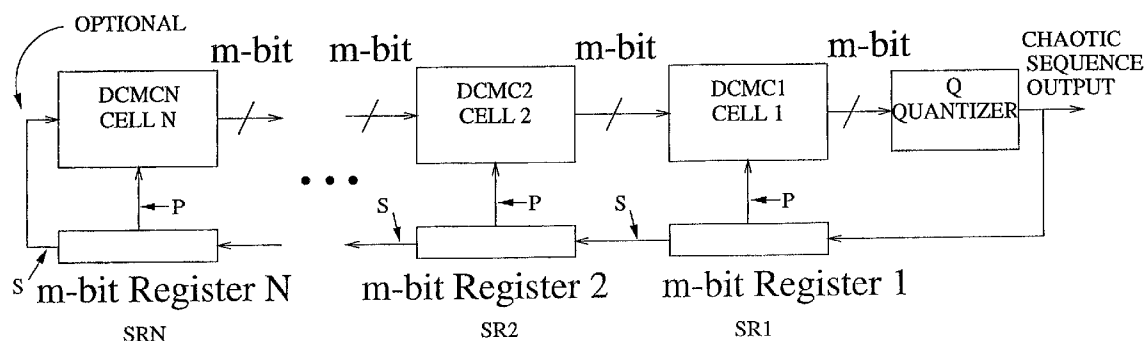 OPTIONAL
m-bit
m-bit
m-bit
m-bit
CHAOTIC
SEQUENCE
OUTPUT
DCMCN
CELL N
DCMC2
CELL 2
DCMC1
CELL 1
Q
QUANTIZER
P
P
P
S
S
S
m-bit Register N
m-bit Register 2
m-bit Register 1
SRN
SR2
SR1